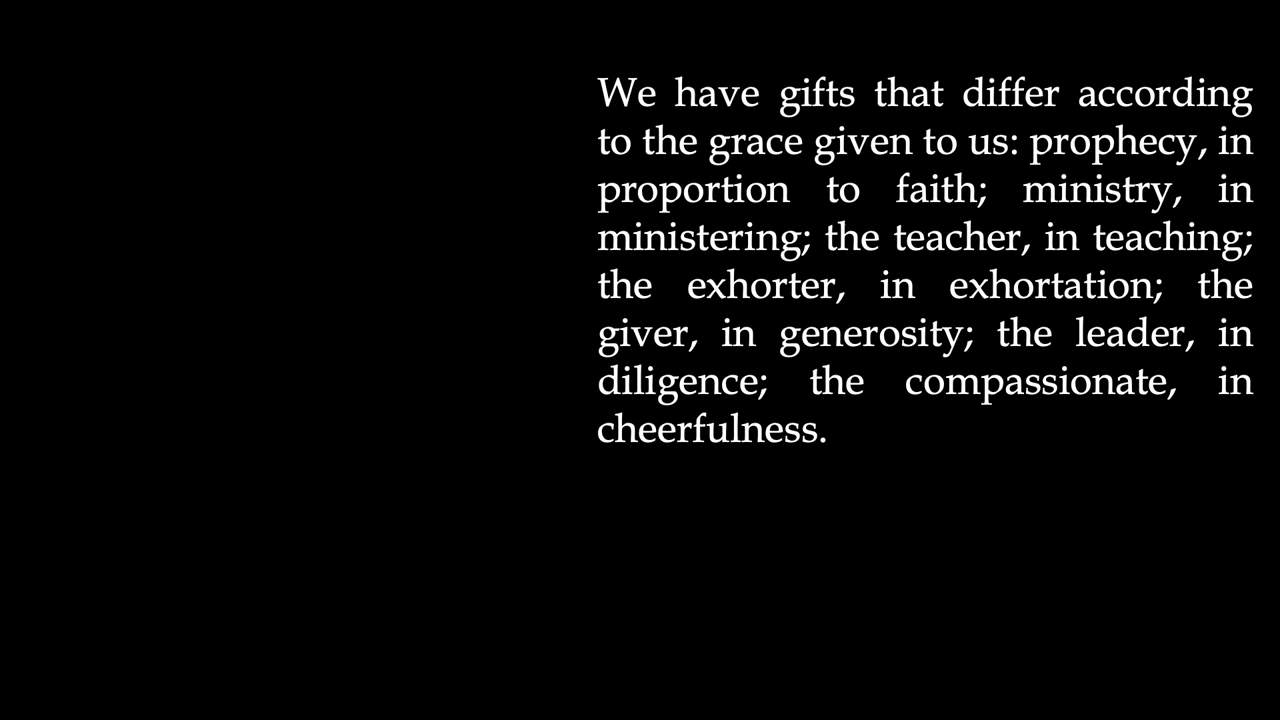 We have gifts that differ according
to the grace given to us: prophecy, in
proportion to faith; ministry, in
ministering; the teacher, in teaching;
the exhorter, in exhortation; the
giver, in generosity; the leader, in
diligence; the compassionate, in
cheerfulness.